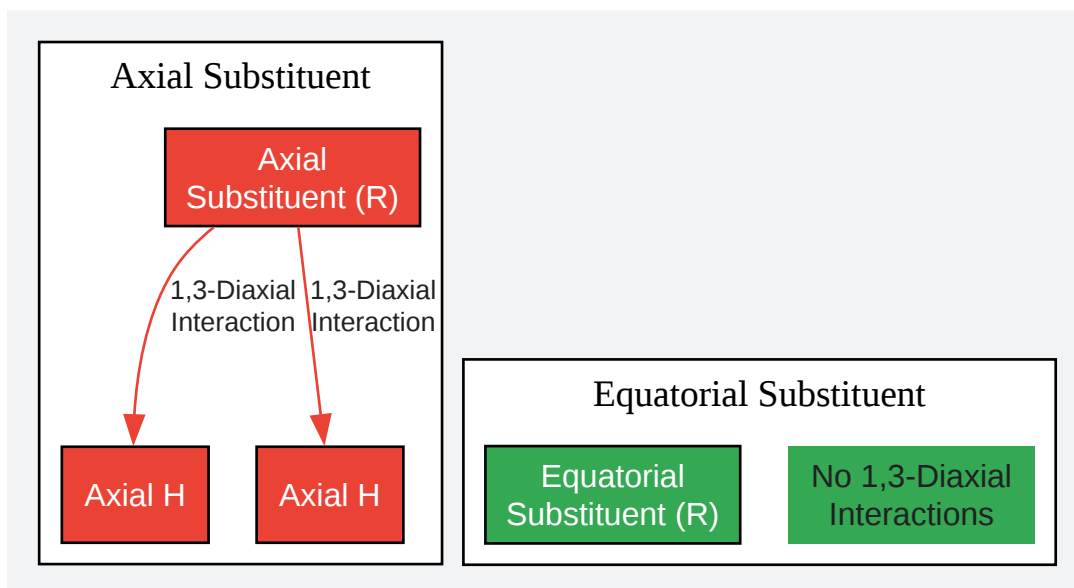 Axial Substituent
Axial
Substituent (R)
1,3-Diaxial
Interaction
1,3-Diaxial
Interaction
Axial H
Axial H
Equatorial Substituent
Equatorial
Substituent (R)
No 1,3-Diaxial
Interactions